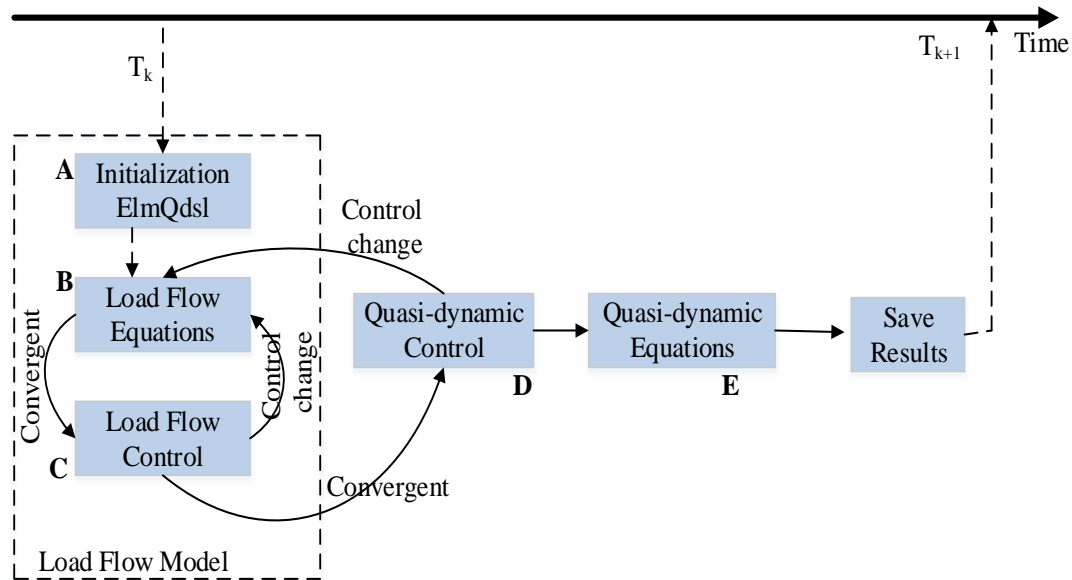 T_k
T_k+1
Time
A
Initialization
ElmQdsl
Control
change
B
Load Flow
Equations
Convergent
Control
change
Quasi-dynamic
Control
D
Quasi-dynamic
Equations
E
Save
Results
Load Flow
Control
C
Convergent
Load Flow Model